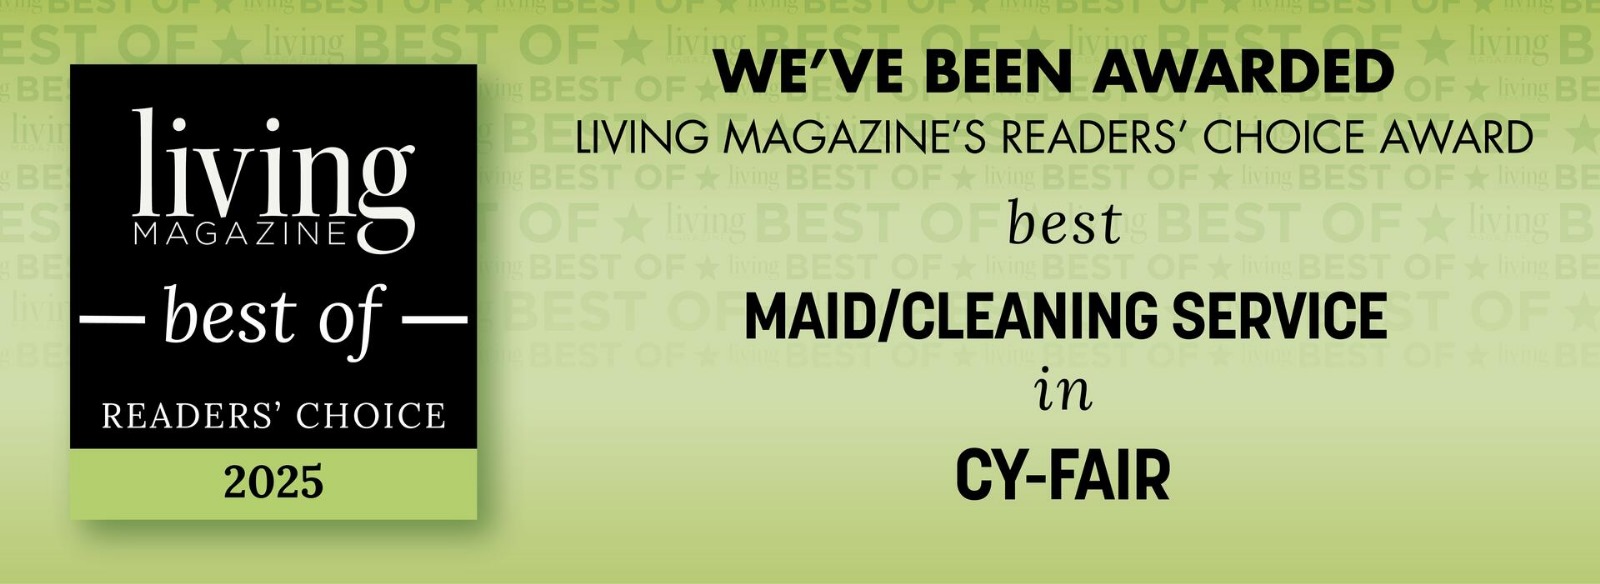 living
MAGAZINE
best of
READERS' CHOICE
2025
WE'VE BEEN AWARDED
LIVING MAGAZINE'S READERS' CHOICE AWARD
best
MAID/CLEANING SERVICE
in
CY-FAIR